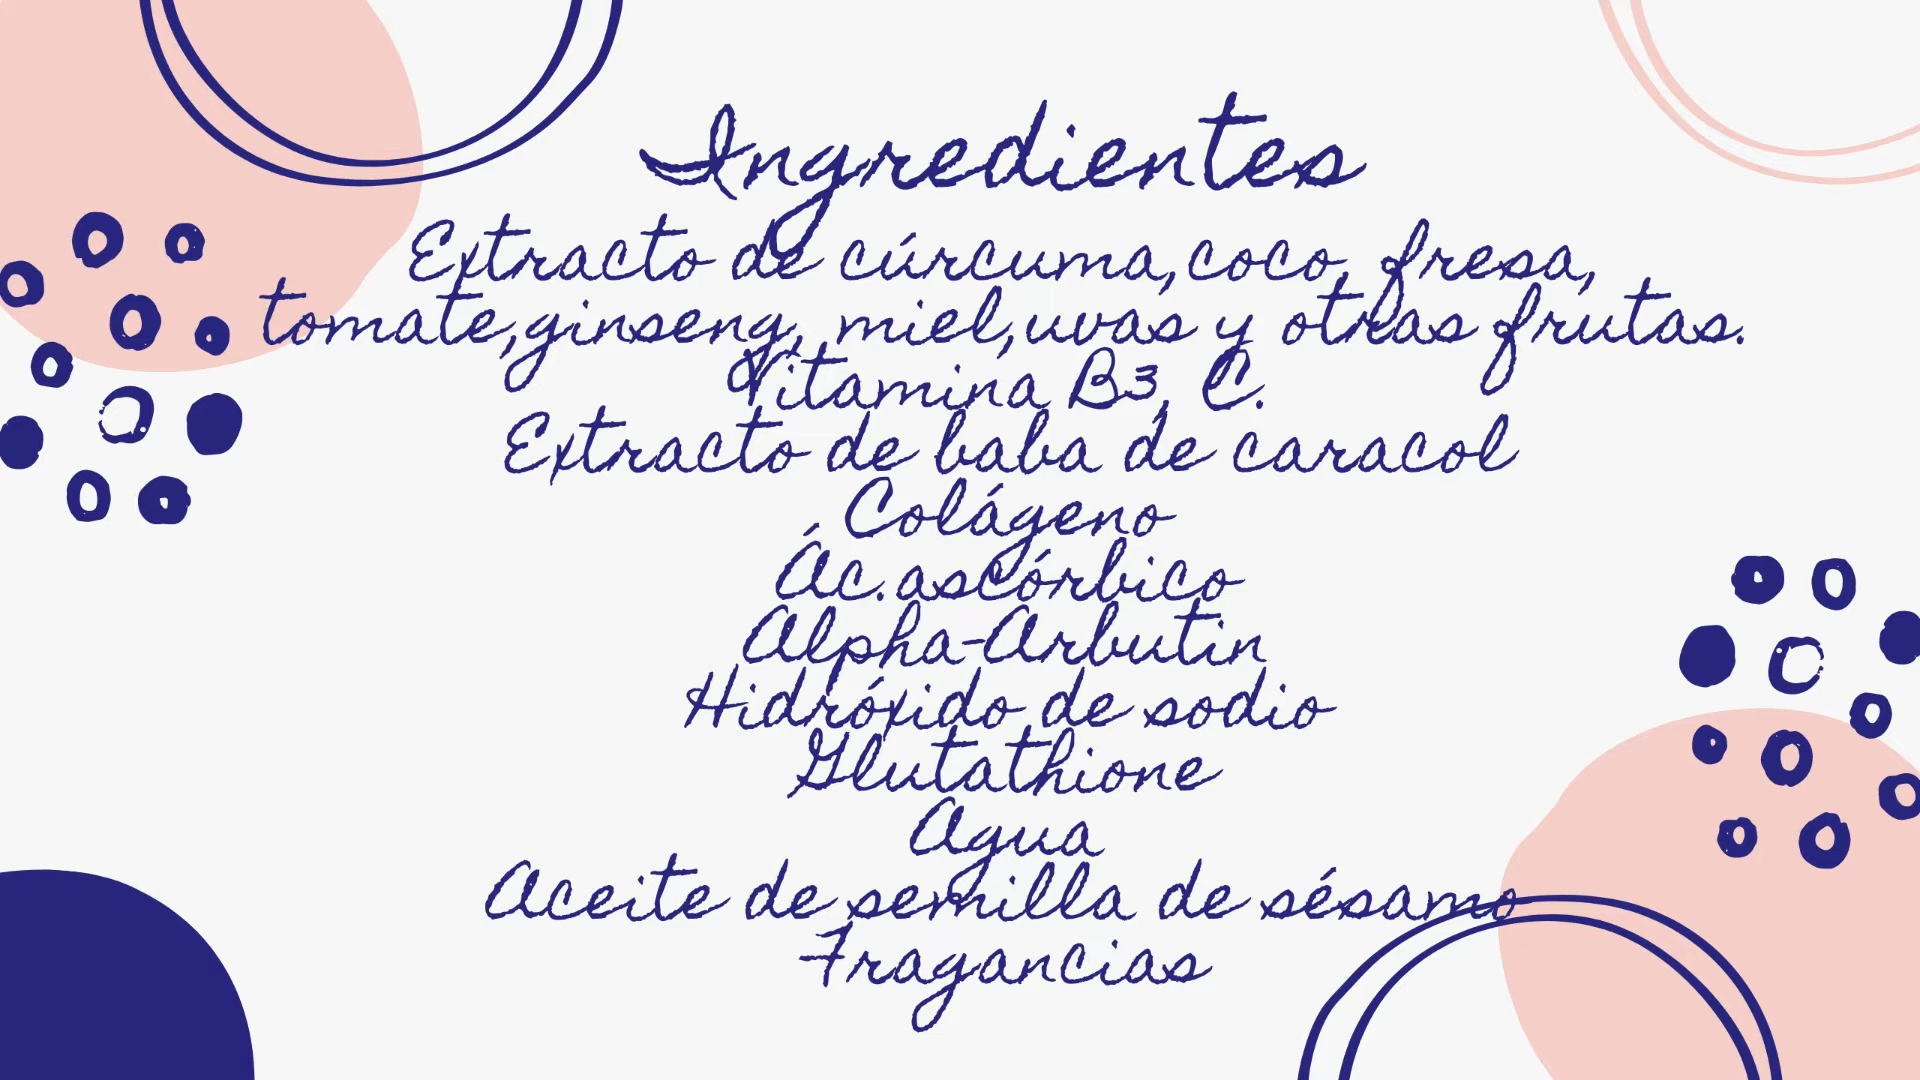 Ingredientes
Extracto de cúrcuma,coco, fresa,
tomate,ginseng, miel,uvas y otras frutas.
Vitamina B3, C.
Extracto de baba de caracol
Colágeno
Ác.ascórbico
Alpha-Arbutin
Hidróxido de sodio
Glutathione
Agua
Aceite de semilla de sésamo
Fragancias